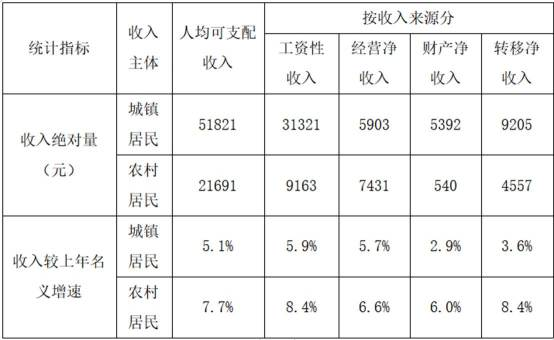 统计指标 收入主体 人均可支配收入 按收入来源分
工资性收入 经营净收入 财产净收入 转移净收入
收入绝对量（元） 城镇居民 51821 31321 5903 5392 9205
农村居民 21691 9163 7431 540 4557
收入较上年名义增速 城镇居民 5.1% 5.9% 5.7% 2.9% 3.6%
农村居民 7.7% 8.4% 6.6% 6.0% 8.4%